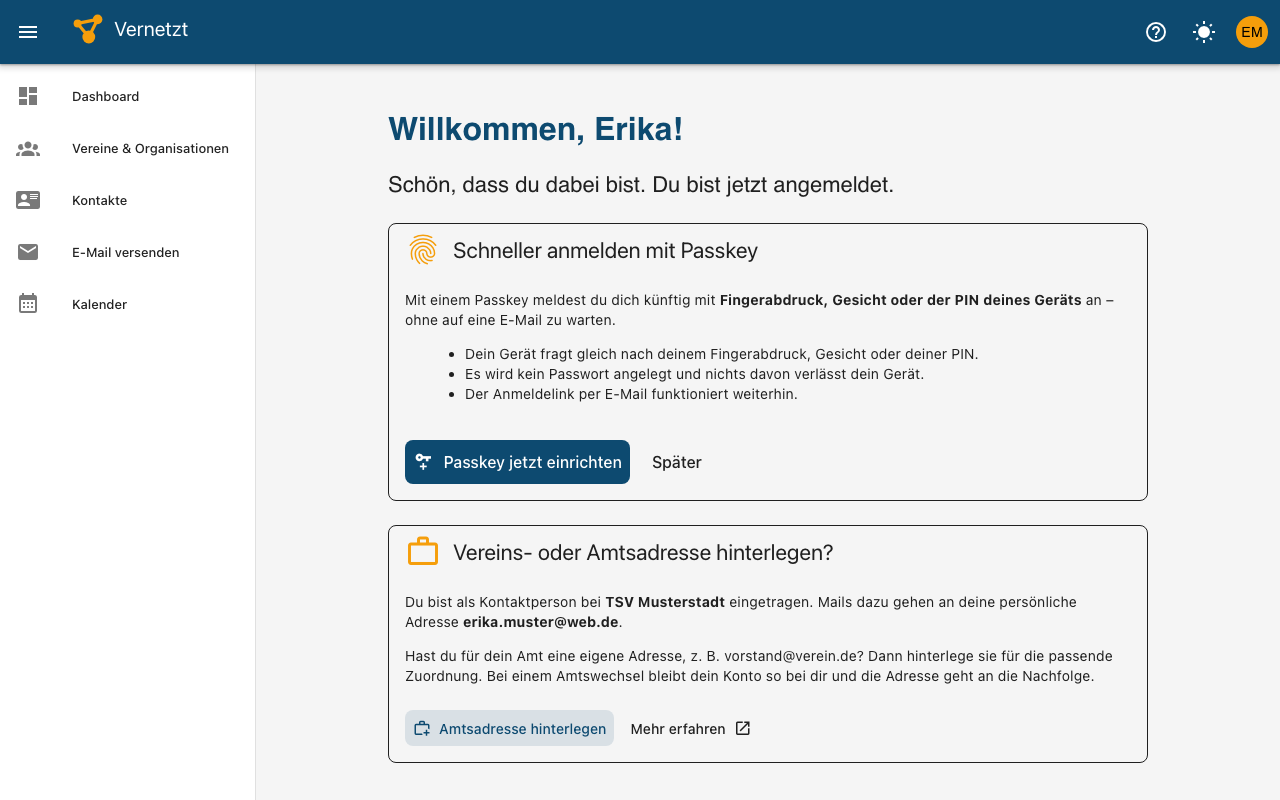 Vernetzt
EM
Dashboard
Vereine & Organisationen
Kontakte
E-Mail versenden
Kalender
Willkommen, Erika!
Schön, dass du dabei bist. Du bist jetzt angemeldet.
Schneller anmelden mit Passkey
Mit einem Passkey meldest du dich künftig mit Fingerabdruck, Gesicht oder der PIN deines Geräts an –
ohne auf eine E-Mail zu warten.
• Dein Gerät fragt gleich nach deinem Fingerabdruck, Gesicht oder deiner PIN.
• Es wird kein Passwort angelegt und nichts davon verlässt dein Gerät.
• Der Anmeldelink per E-Mail funktioniert weiterhin.
Passkey jetzt einrichten
Später
Vereins- oder Amtsadresse hinterlegen?
Du bist als Kontaktperson bei TSV Musterstadt eingetragen. Mails dazu gehen an deine persönliche
Adresse erika.muster@web.de.
Hast du für dein Amt eine eigene Adresse, z. B. vorstand@verein.de? Dann hinterlege sie für die passende
Zuordnung. Bei einem Amtswechsel bleibt dein Konto so bei dir und die Adresse geht an die Nachfolge.
Amtsadresse hinterlegen
Mehr erfahren